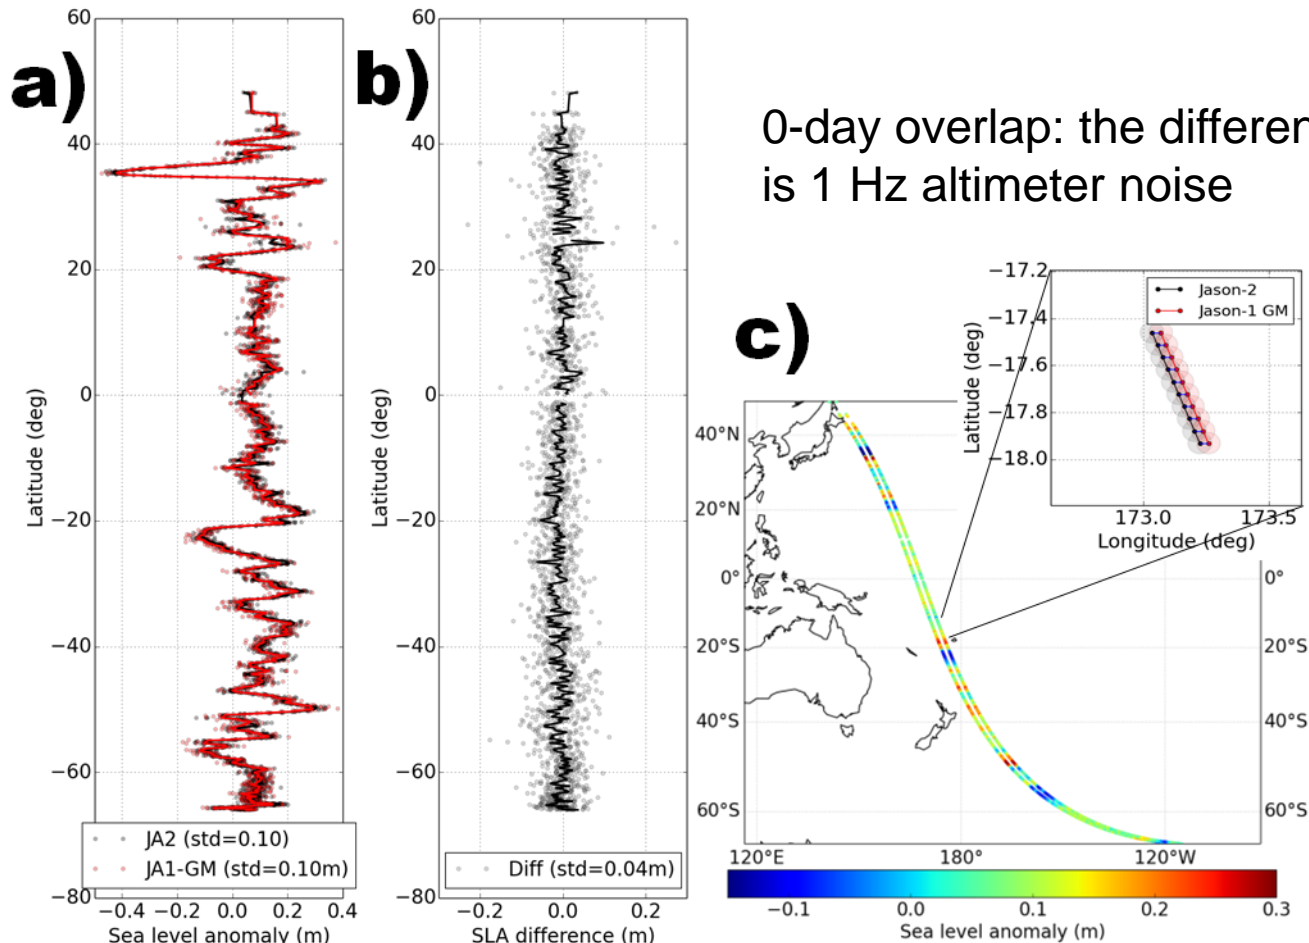 a)
60
40
20
0
−20
−40
−60
−80
Latitude (deg)
JA2 (std=0.10)
JA1-GM (std=0.10m)
−0.4 −0.2 0.0 0.2 0.4
Sea level anomaly (m)
b)
60
40
20
0
−20
−40
−60
−80
Latitude (deg)
Diff (std=0.04m)
−0.2 0.0 0.2
SLA difference (m)
0-day overlap: the differen
is 1 Hz altimeter noise
c)
−17.2
−17.4
−17.6
−17.8
−18.0
Latitude (deg)
Jason-2
Jason-1 GM
173.0 173.5
Longitude (deg)
40°N
20°N
0°
20°S
40°S
60°S
0°
20°S
40°S
60°S
120°E 180° 120°W
−0.1 0.0 0.1 0.2 0.3
Sea level anomaly (m)